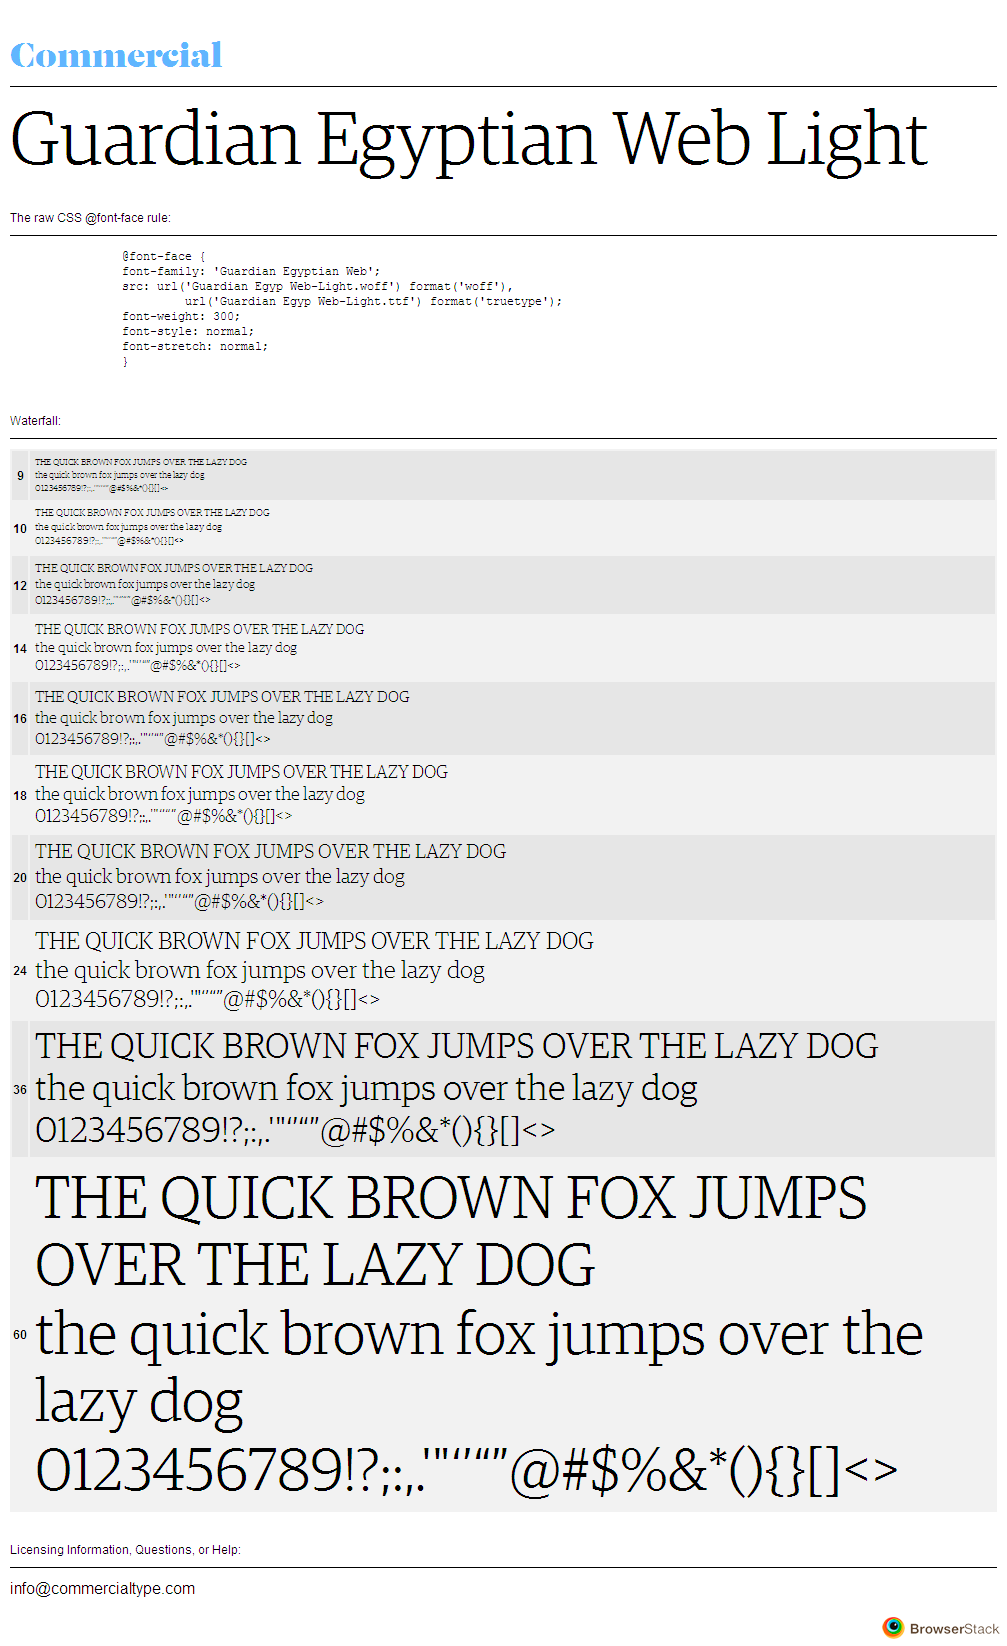 Commercial
Guardian Egyptian Web Light
The raw CSS @font-face rule:
@font-face {
font-family: 'Guardian Egyptian Web';
src: url('Guardian Egyp Web-Light.woff') format('woff'),
url('Guardian Egyp Web-Light.ttf') format('truetype');
font-weight: 300;
font-style: normal;
font-stretch: normal;
}
Waterfall:
THE QUICK BROWN FOX JUMPS OVER THE LAZY DOG
9 the quick brown fox jumps over the lazy dog
0123456789!?;:,.'"‘’“”@#$%&*(){}[]<>
THE QUICK BROWN FOX JUMPS OVER THE LAZY DOG
10 the quick brown fox jumps over the lazy dog
0123456789!?;:,.'"‘’“”@#$%&*(){}[]<>
THE QUICK BROWN FOX JUMPS OVER THE LAZY DOG
12 the quick brown fox jumps over the lazy dog
0123456789!?;:,.'"‘’“”@#$%&*(){}[]<>
THE QUICK BROWN FOX JUMPS OVER THE LAZY DOG
14 the quick brown fox jumps over the lazy dog
0123456789!?;:,.'"‘’“”@#$%&*(){}[]<>
THE QUICK BROWN FOX JUMPS OVER THE LAZY DOG
16 the quick brown fox jumps over the lazy dog
0123456789!?;:,.'"‘’“”@#$%&*(){}[]<>
THE QUICK BROWN FOX JUMPS OVER THE LAZY DOG
18 the quick brown fox jumps over the lazy dog
0123456789!?;:,.'"‘’“”@#$%&*(){}[]<>
THE QUICK BROWN FOX JUMPS OVER THE LAZY DOG
20 the quick brown fox jumps over the lazy dog
0123456789!?;:,.'"‘’“”@#$%&*(){}[]<>
THE QUICK BROWN FOX JUMPS OVER THE LAZY DOG
24 the quick brown fox jumps over the lazy dog
0123456789!?;:,.'"‘’“”@#$%&*(){}[]<>
THE QUICK BROWN FOX JUMPS OVER THE LAZY DOG
36 the quick brown fox jumps over the lazy dog
0123456789!?;:,.'"‘’“”@#$%&*(){}[]<>
THE QUICK BROWN FOX JUMPS
OVER THE LAZY DOG
60 the quick brown fox jumps over the
lazy dog
0123456789!?;:,.'"‘’“”@#$%&*(){}[]<>
Licensing Information, Questions, or Help:
info@commercialtype.com
BrowserStack